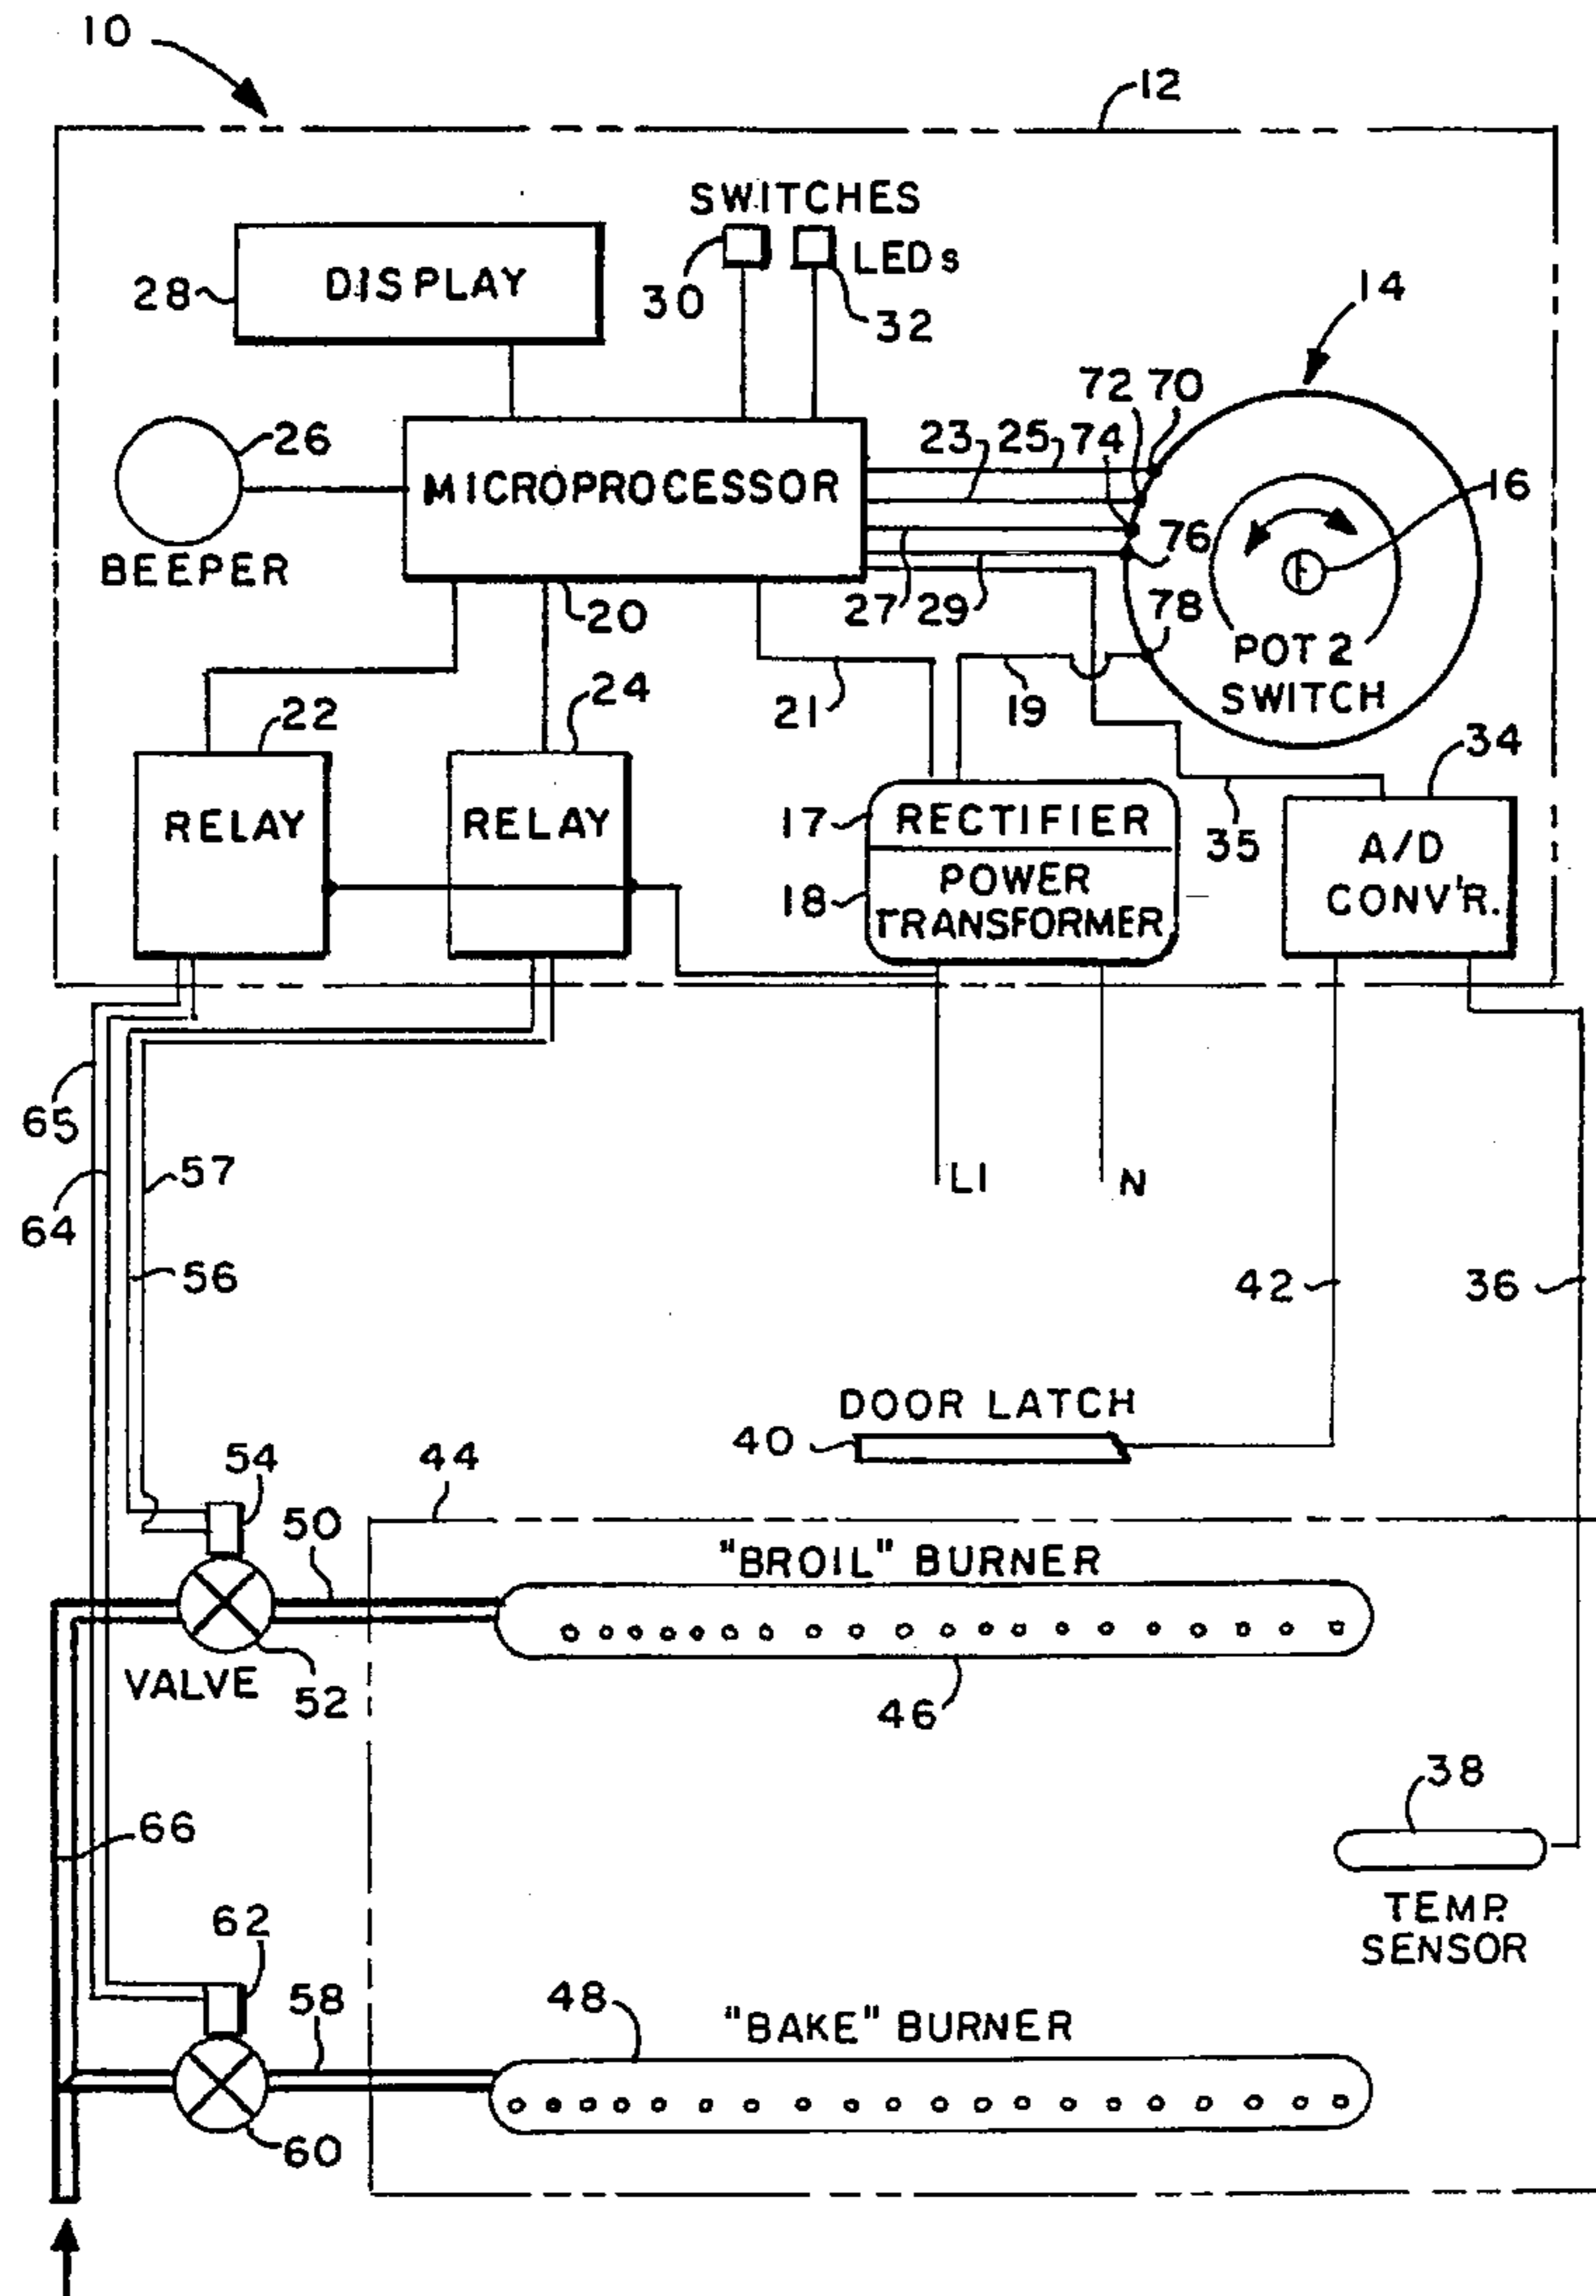 10
12
SWITCHES
LEDs
28
DISPLAY
30
32
14
72 70
26
23 25 74
MICROPROCESSOR
16
76
BEEPER
20
27 29
78
POT 2
SWITCH
24
21
19
22
34
RELAY
RELAY
17
RECTIFIER
35
A/D
CONV'R.
18
POWER
TRANSFORMER
65
57
L1
N
64
56
42
36
DOOR LATCH
40
54
44
50
"BROIL" BURNER
VALVE
52
46
38
66
TEMP.
SENSOR
62
58
48
"BAKE" BURNER
60